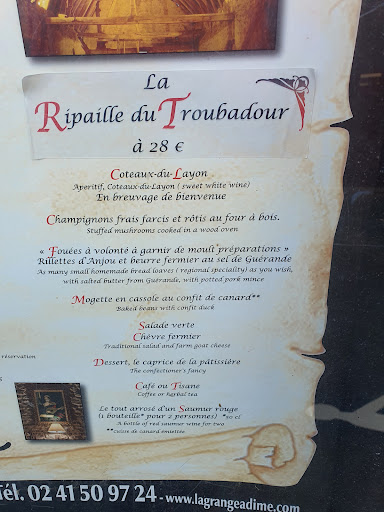 La
Ripaille du Troubadour
à 28 €
Coteaux-du-Layon
Aperitif, Coteaux-du-Layon ( sweet white wine)
En breuvage de bienvenue
Champignons frais farcis et rôtis au four à bois.
Stuffed mushrooms cooked in a wood oven
« Fouées à volonté à garnir de moult préparations »
Rillettes d'Anjou et beurre fermier au sel de Guérande
As many small homemade bread loaves ( regional speciality) as you wish,
with salted butter from Guérande, with potted pork mince
Mogette en cassole au confit de canard**
Baked beans with confit duck
Salade verte
Chèvre fermier
Traditional salad and farm goat cheese
réservation
Dessert, le caprice de la pâtissière
The confectioner's fancy
Café ou Tisane
Coffee or herbal tea
Le tout arrosé d'un Saumur rouge
(1 bouteille* pour 2 personnes) *50 cl
A bottle of red saumur wine for two
**cuisse de canard émiettée
Tél. 02 41 50 97 24 - www.lagrangeadime.com